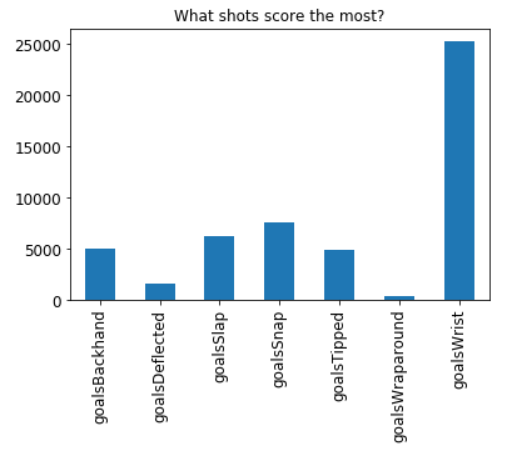 What shots score the most?
25000
20000
15000
10000
5000
0
goalsBackhand
goalsDeflected
goalsSlap
goalsSnap
goalsTipped
goalsWraparound
goalsWrist